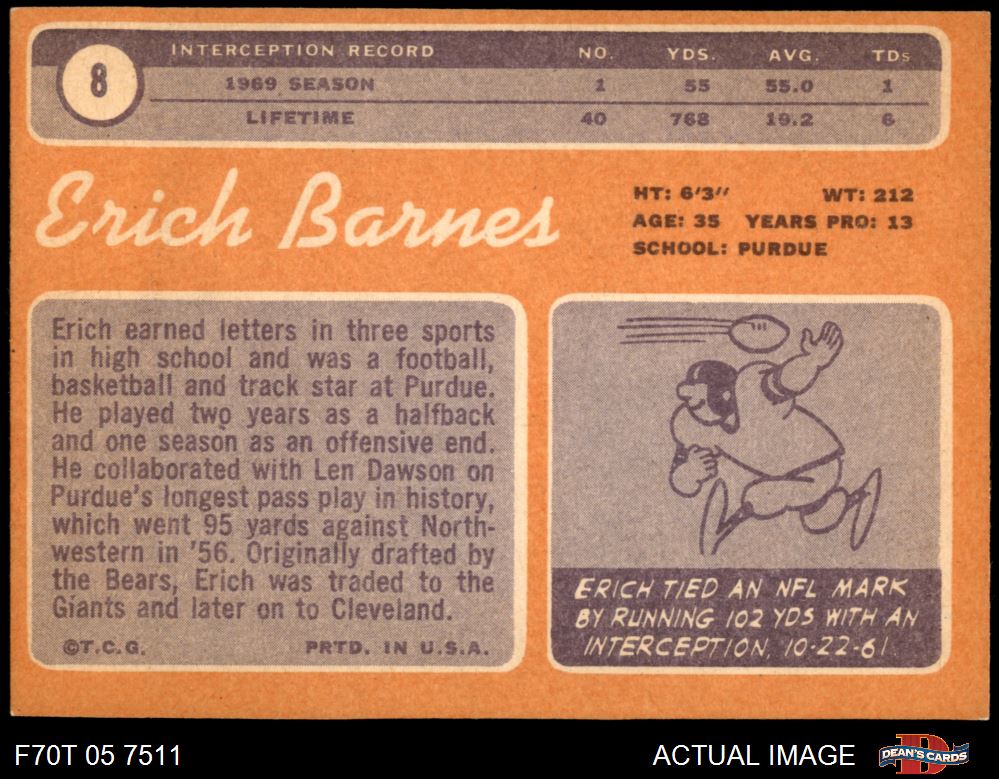 8
INTERCEPTION RECORD NO. YDS. AVG. TDs
1969 SEASON 1 55 55.0 1
LIFETIME 40 768 19.2 6
Erich Barnes
HT: 6'3" WT: 212
AGE: 35 YEARS PRO: 13
SCHOOL: PURDUE
Erich earned letters in three sports
in high school and was a football,
basketball and track star at Purdue.
He played two years as a halfback
and one season as an offensive end.
He collaborated with Len Dawson on
Purdue's longest pass play in history,
which went 95 yards against North-
western in '56. Originally drafted by
the Bears, Erich was traded to the
Giants and later on to Cleveland.
©T.C.G. PRTD. IN U.S.A.
ERICH TIED AN NFL MARK
BY RUNNING 102 YDS WITH AN
INTERCEPTION, 10-22-61
F70T 05 7511 ACTUAL IMAGE DEAN'S CARDS